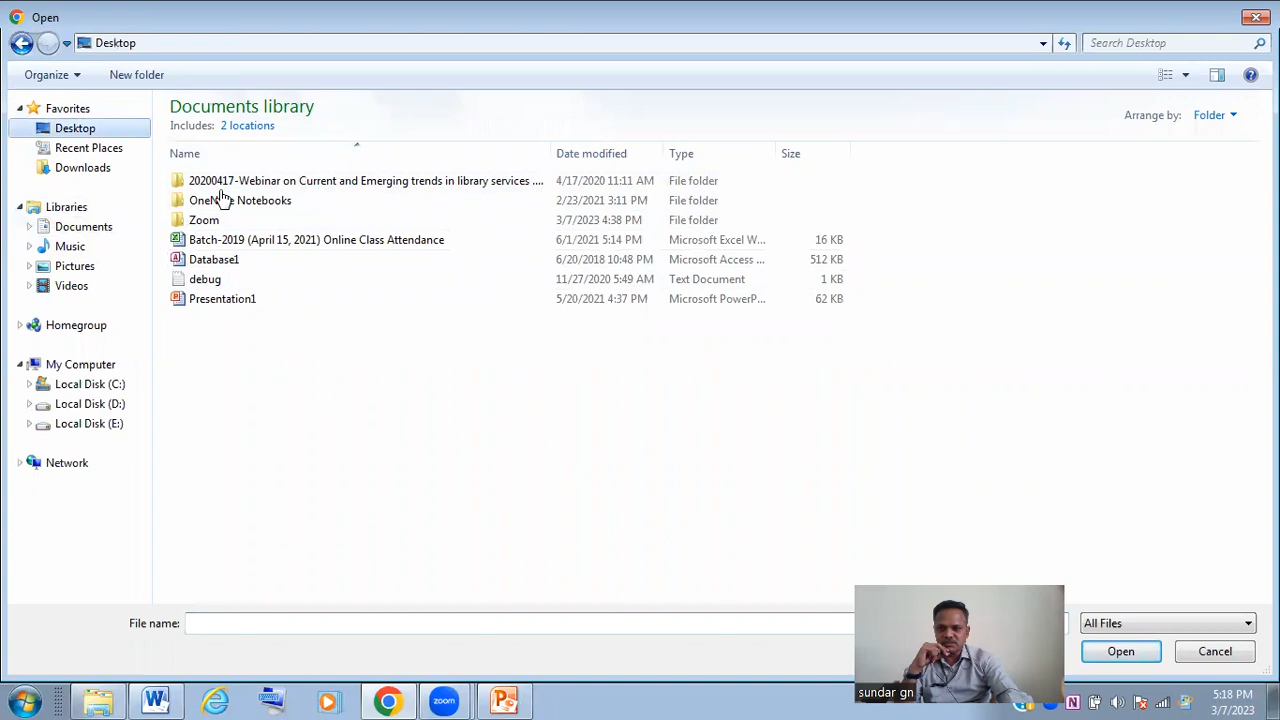 Open
Desktop
Search Desktop
Organize
New folder
Favorites
Desktop
Recent Places
Downloads
Libraries
Documents
Music
Pictures
Videos
Homegroup
My Computer
Local Disk (C:)
Local Disk (D:)
Local Disk (E:)
Network
Documents library
Includes: 2 locations
Arrange by: Folder
Name Date modified Type Size
20200417-Webinar on Current and Emerging trends in library services .... 4/17/2020 11:11 AM File folder
OneNote Notebooks 2/23/2021 3:11 PM File folder
Zoom 3/7/2023 4:38 PM File folder
Batch-2019 (April 15, 2021) Online Class Attendance 6/1/2021 5:14 PM Microsoft Excel W... 16 KB
Database1 6/20/2018 10:48 PM Microsoft Access ... 512 KB
debug 11/27/2020 5:49 AM Text Document 1 KB
Presentation1 5/20/2021 4:37 PM Microsoft PowerP... 62 KB
File name:
All Files
Open Cancel
sundar gn
zoom
5:18 PM
3/7/2023